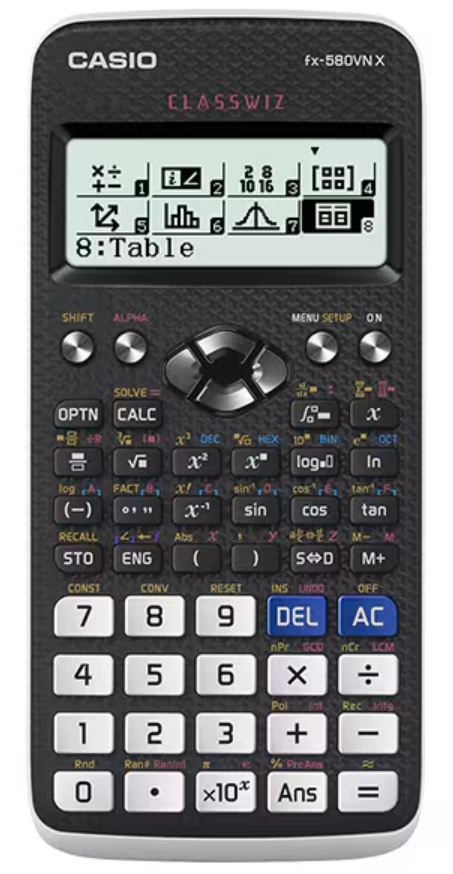 CASIO fx-580VN X
CLASSWIZ
×÷ +− 1 i 2 2 8 10 16 3 4
5 6 7 8
8:Table
SHIFT ALPHA MENU SETUP ON
SOLVE =
OPTN CALC x
÷R DEC HEX BIN OCT
√■ x² x■ log■□ ln
log A FACT B x! C sin⁻¹ D cos⁻¹ E tan⁻¹ F
(−) x⁻¹ sin cos tan
RECALL ∠ Abs x , y Z M− M
STO ENG ( ) S⇔D M+
CONST CONV RESET INS UNDO OFF
7 8 9 DEL AC
nPr GCD nCr LCM
4 5 6 × ÷
Pol Int Rec Intg
1 2 3 + −
Rnd Ran# RanInt π e % PreAns ≈
0 • ×10ˣ Ans =